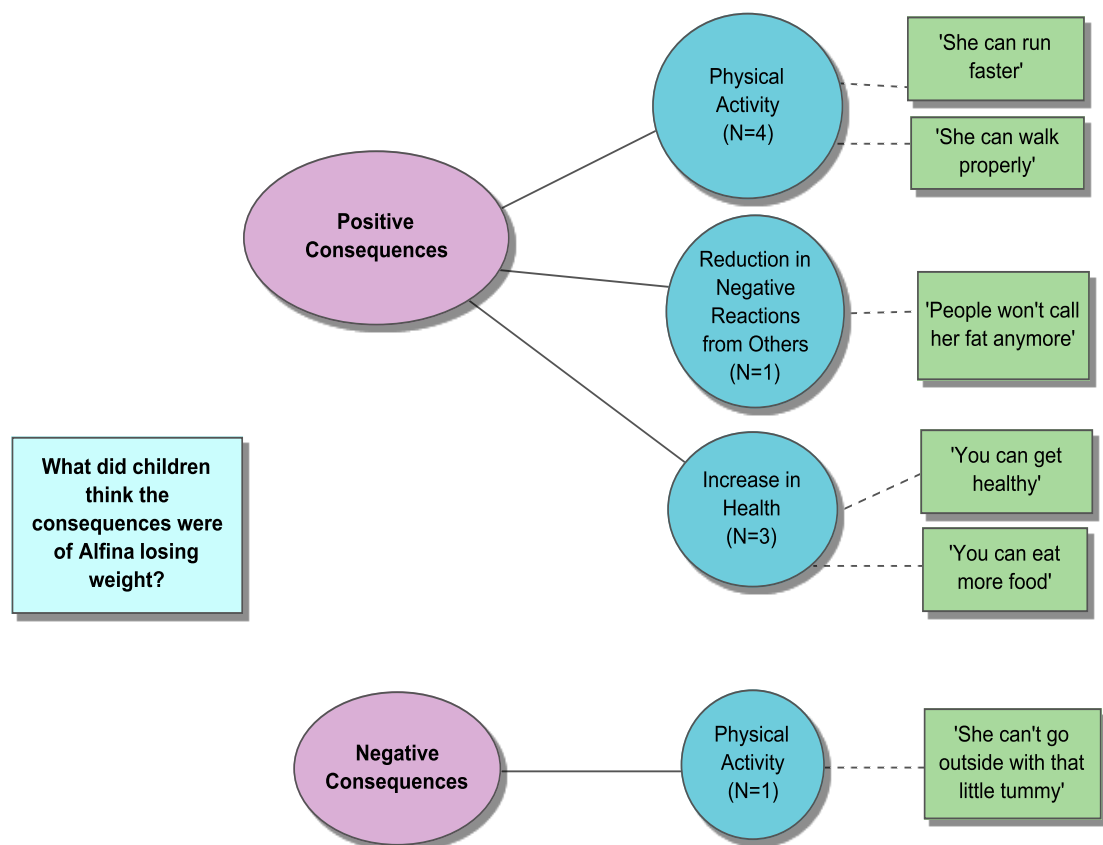 What did children
think the
consequences were
of Alfina losing
weight?
Positive
Consequences
Physical
Activity
(N=4)
'She can run
faster'
'She can walk
properly'
Reduction in
Negative
Reactions
from Others
(N=1)
'People won't call
her fat anymore'
Increase in
Health
(N=3)
'You can get
healthy'
'You can eat
more food'
Negative
Consequences
Physical
Activity
(N=1)
'She can't go
outside with that
little tummy'